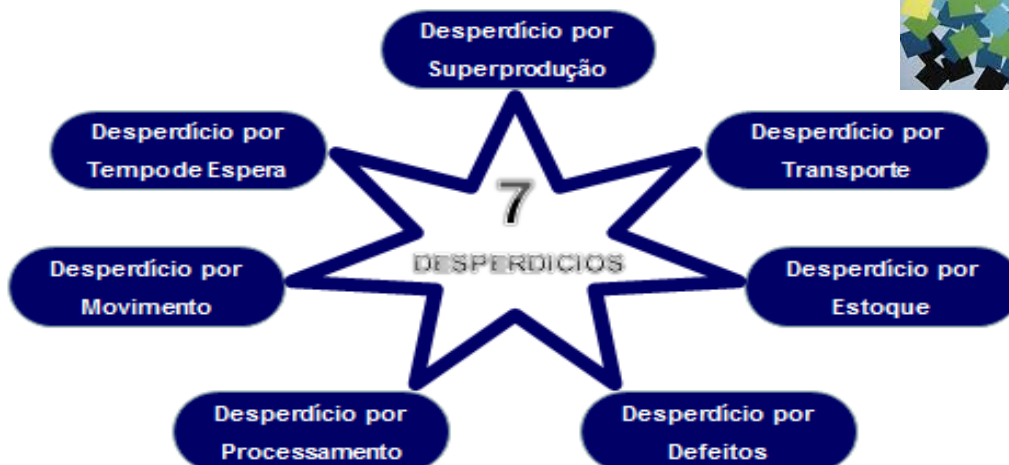 Desperdício por
Superprodução
Desperdício por
Tempo de Espera
Desperdício por
Transporte
7
DESPERDICIOS
Desperdício por
Movimento
Desperdício por
Estoque
Desperdício por
Processamento
Desperdício por
Defeitos